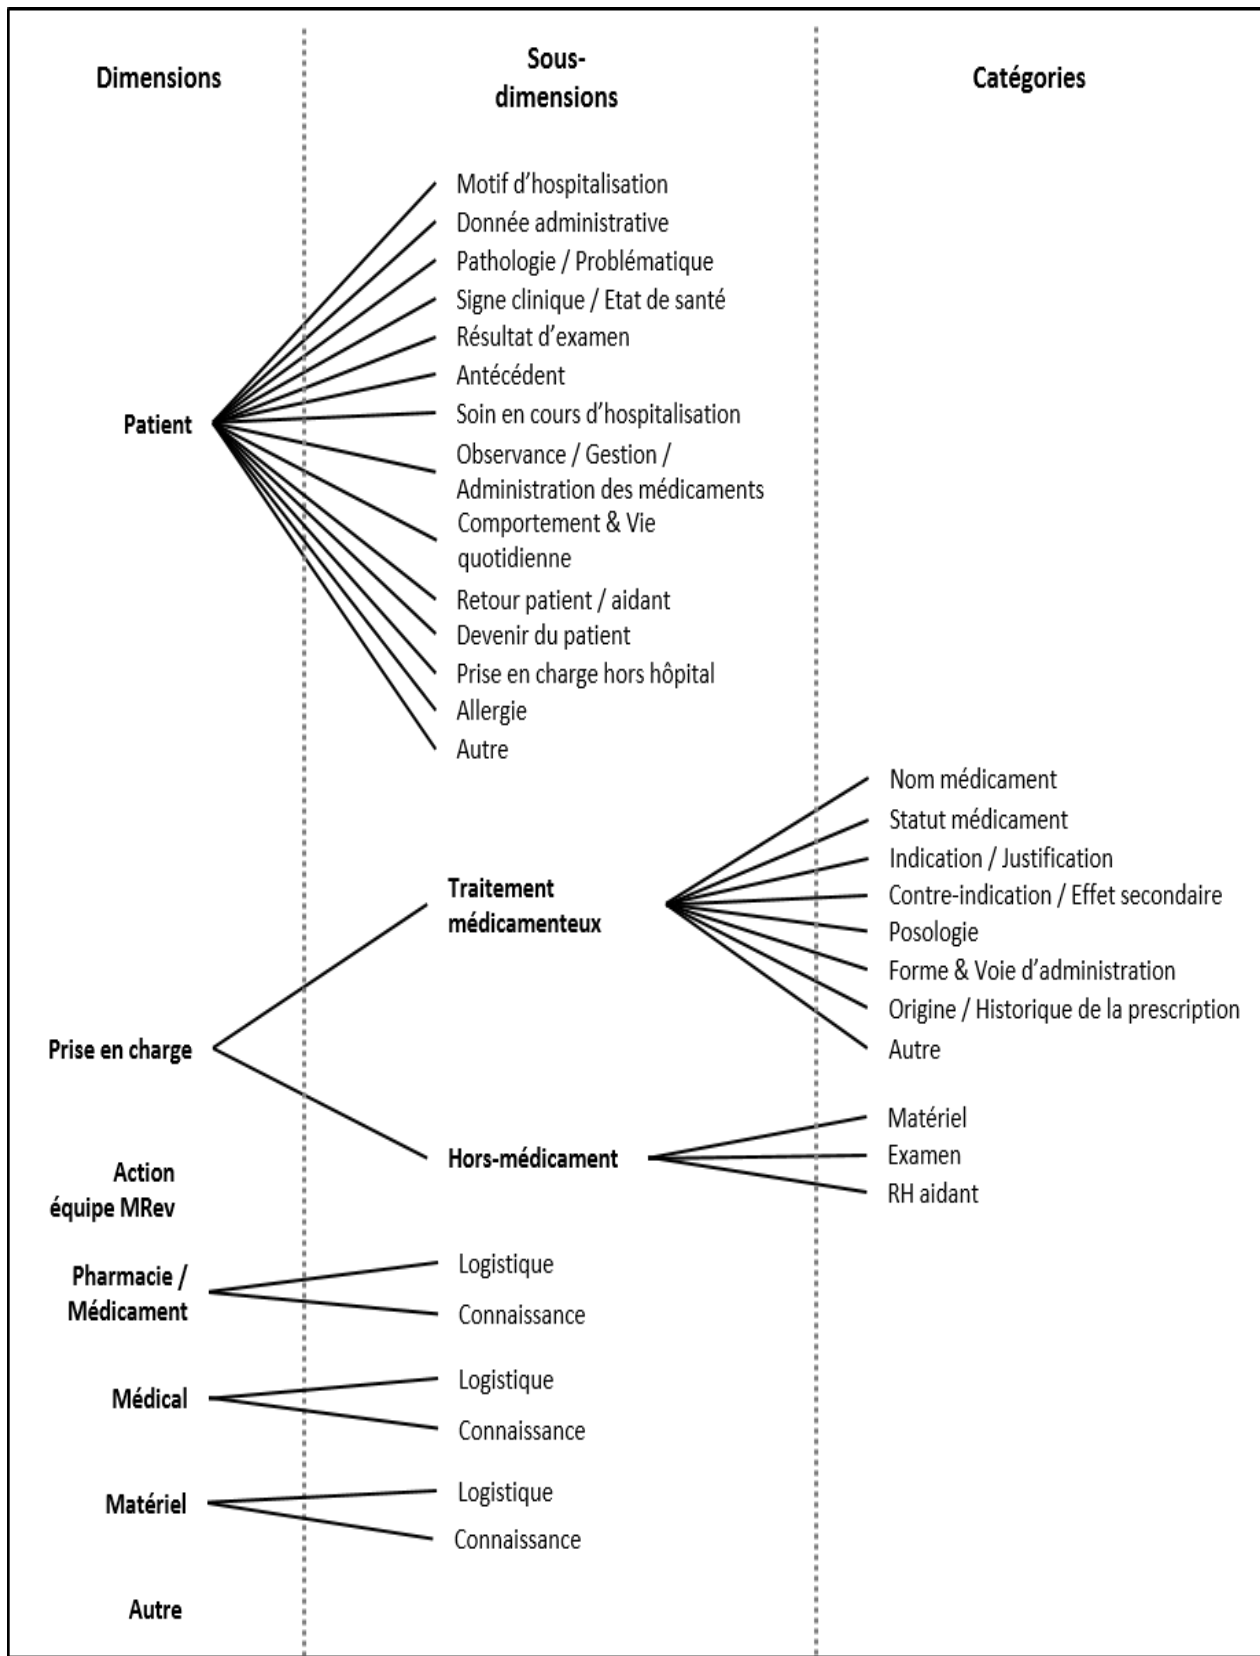 Dimensions
Sous-
dimensions
Catégories
Patient
Motif d’hospitalisation
Donnée administrative
Pathologie / Problématique
Signe clinique / Etat de santé
Résultat d’examen
Antécédent
Soin en cours d’hospitalisation
Observance / Gestion /
Administration des médicaments
Comportement & Vie
quotidienne
Retour patient / aidant
Devenir du patient
Prise en charge hors hôpital
Allergie
Autre
Prise en charge
Traitement
médicamenteux
Nom médicament
Statut médicament
Indication / Justification
Contre-indication / Effet secondaire
Posologie
Forme & Voie d’administration
Origine / Historique de la prescription
Autre
Hors-médicament
Matériel
Examen
RH aidant
Action
équipe MRev
Pharmacie /
Médicament
Logistique
Connaissance
Médical
Logistique
Connaissance
Matériel
Logistique
Connaissance
Autre